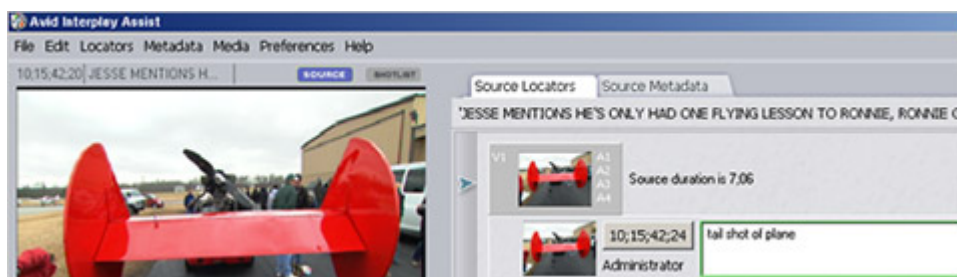 Avid Interplay Assist
File Edit Locators Metadata Media Preferences Help
10;15;42;20 JESSE MENTIONS H... SOURCE SHOTLIST
Source Locators Source Metadata
"JESSE MENTIONS HE'S ONLY HAD ONE FLYING LESSON TO RONNIE, RONNIE
V1 A1
A2
A3
A4
Source duration is 7;06
10;15;42;24 tail shot of plane
Administrator